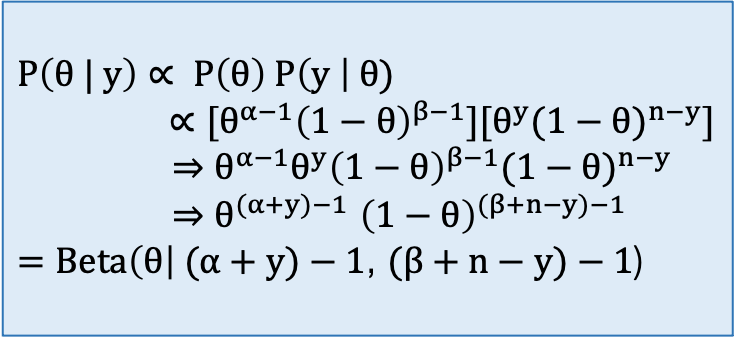 P(θ | y) ∝ P(θ) P(y | θ)
∝ [θ^{α−1}(1 − θ)^{β−1}][θ^{y}(1 − θ)^{n−y}]
⇒ θ^{α−1}θ^{y}(1 − θ)^{β−1}(1 − θ)^{n−y}
⇒ θ^{(α+y)−1} (1 − θ)^{(β+n−y)−1}
= Beta(θ| (α + y) − 1, (β + n − y) − 1)